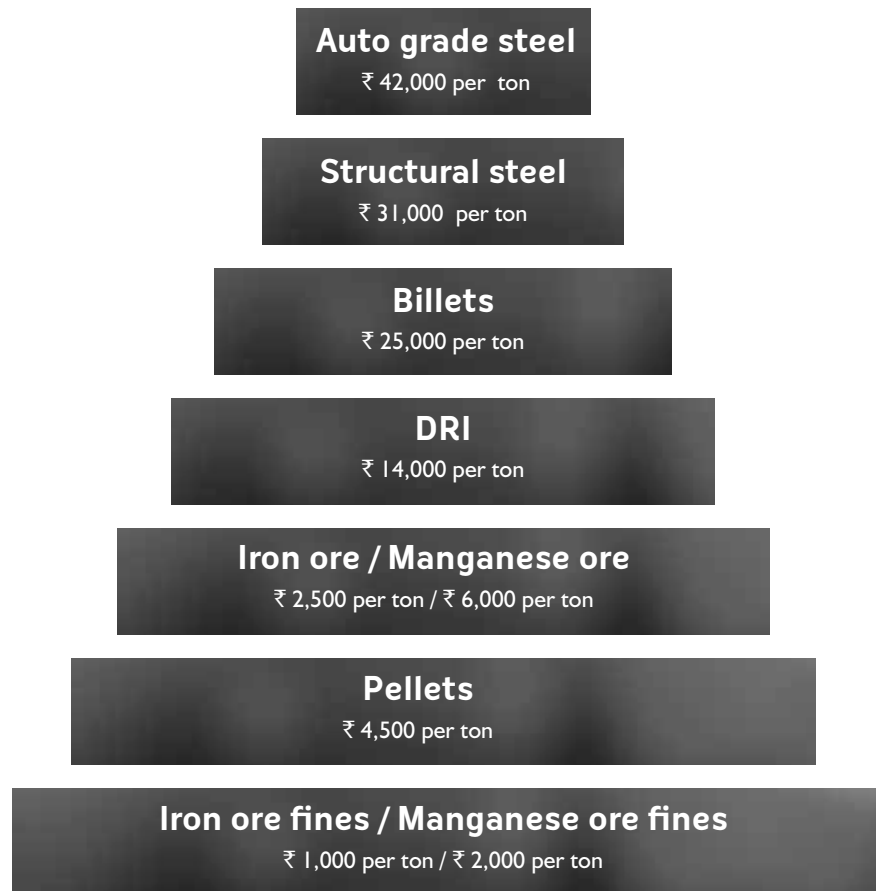 Auto grade steel
₹ 42,000 per ton
Structural steel
₹ 31,000 per ton
Billets
₹ 25,000 per ton
DRI
₹ 14,000 per ton
Iron ore / Manganese ore
₹ 2,500 per ton / ₹ 6,000 per ton
Pellets
₹ 4,500 per ton
Iron ore fines / Manganese ore fines
₹ 1,000 per ton / ₹ 2,000 per ton